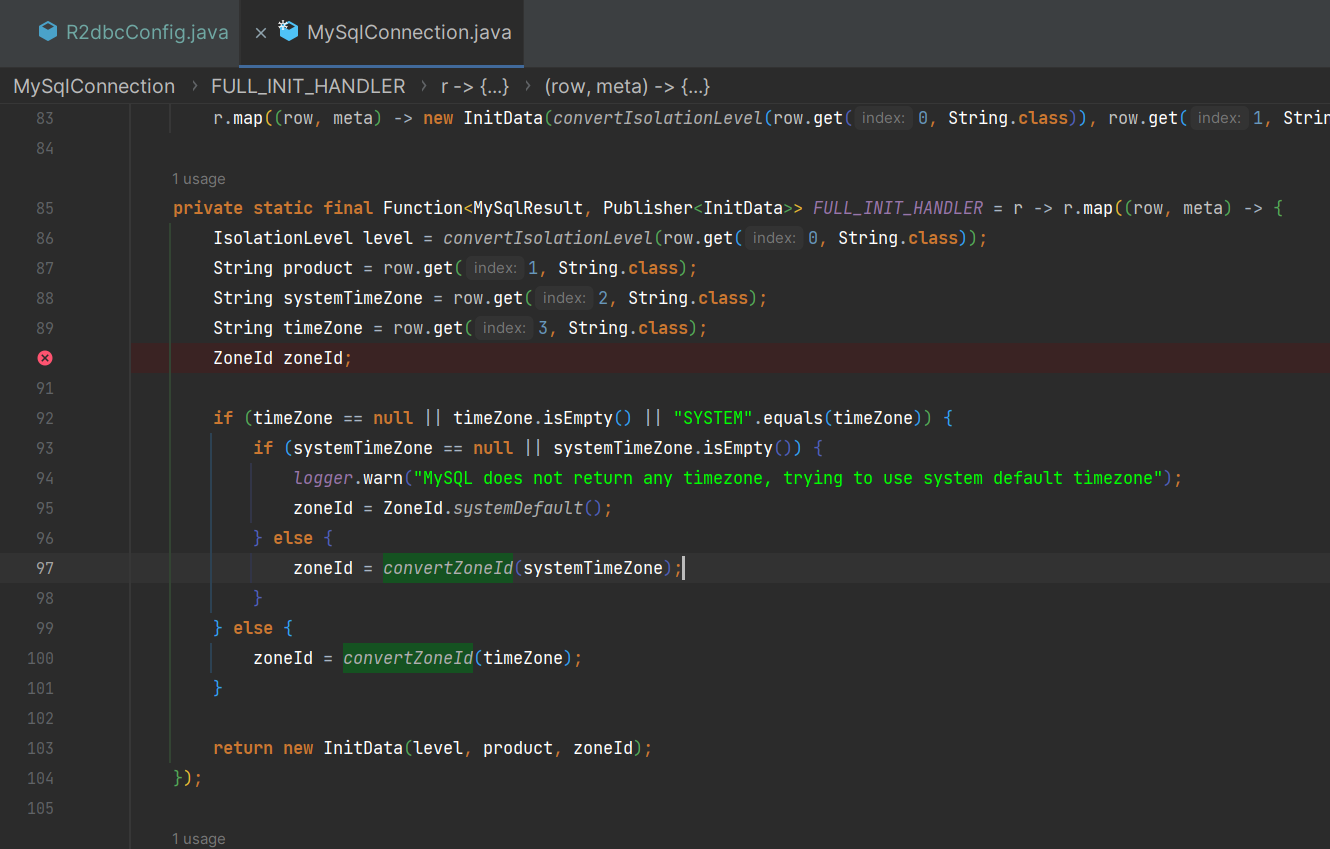 R2dbcConfig.java × MySqlConnection.java
MySqlConnection › FULL_INIT_HANDLER › r -> {...} › (row, meta) -> {...}
83 r.map((row, meta) -> new InitData(convertIsolationLevel(row.get( index: 0, String.class)), row.get( index: 1, Strin
84
1 usage
85 private static final Function<MySqlResult, Publisher<InitData>> FULL_INIT_HANDLER = r -> r.map((row, meta) -> {
86 IsolationLevel level = convertIsolationLevel(row.get( index: 0, String.class));
87 String product = row.get( index: 1, String.class);
88 String systemTimeZone = row.get( index: 2, String.class);
89 String timeZone = row.get( index: 3, String.class);
ZoneId zoneId;
91
92 if (timeZone == null || timeZone.isEmpty() || "SYSTEM".equals(timeZone)) {
93 if (systemTimeZone == null || systemTimeZone.isEmpty()) {
94 logger.warn("MySQL does not return any timezone, trying to use system default timezone");
95 zoneId = ZoneId.systemDefault();
96 } else {
97 zoneId = convertZoneId(systemTimeZone);
98 }
99 } else {
100 zoneId = convertZoneId(timeZone);
101 }
102
103 return new InitData(level, product, zoneId);
104 });
105
1 usage